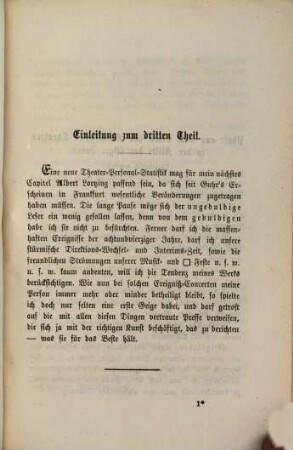 Einleitung zum dritten Theil.
Eine neue Theater-Personal-Statistik mag für mein nächstes
Capitel Albert Lortzing passend sein, da sich seit Guhr's Er-
scheinen in Frankfurt wesentliche Veränderungen zugetragen
haben müssen. Die lange Pause möge sich der ungeduldige
Leser ein wenig gefallen lassen, denn von dem geduldigen
habe ich sie nicht zu befürchten. Ferner darf ich die massen-
haften Ereignisse der achtundvierziger Jahre, darf ich unsere
stürmische Direktions-Wechsel- und Interims-Zeit, sowie die
freundlichen Strömungen unserer Musik- und □ Feste u. s. w.
u. s. w. kaum andeuten, will ich die Tendenz meines Werks
berücksichtigen. Wie nun bei solchen Ereigniß-Concerten meine
Person immer mehr oder minder betheiligt bleibt, so spielte
ich doch nur selten eine erste Geige dabei, und darf getrost
auf die mit allen diesen Dingen vertraute Presse verweisen,
die sich ja mit der richtigen Kunst beschäftigt, das zu berichten
— was sie für das Beste hält.
1*